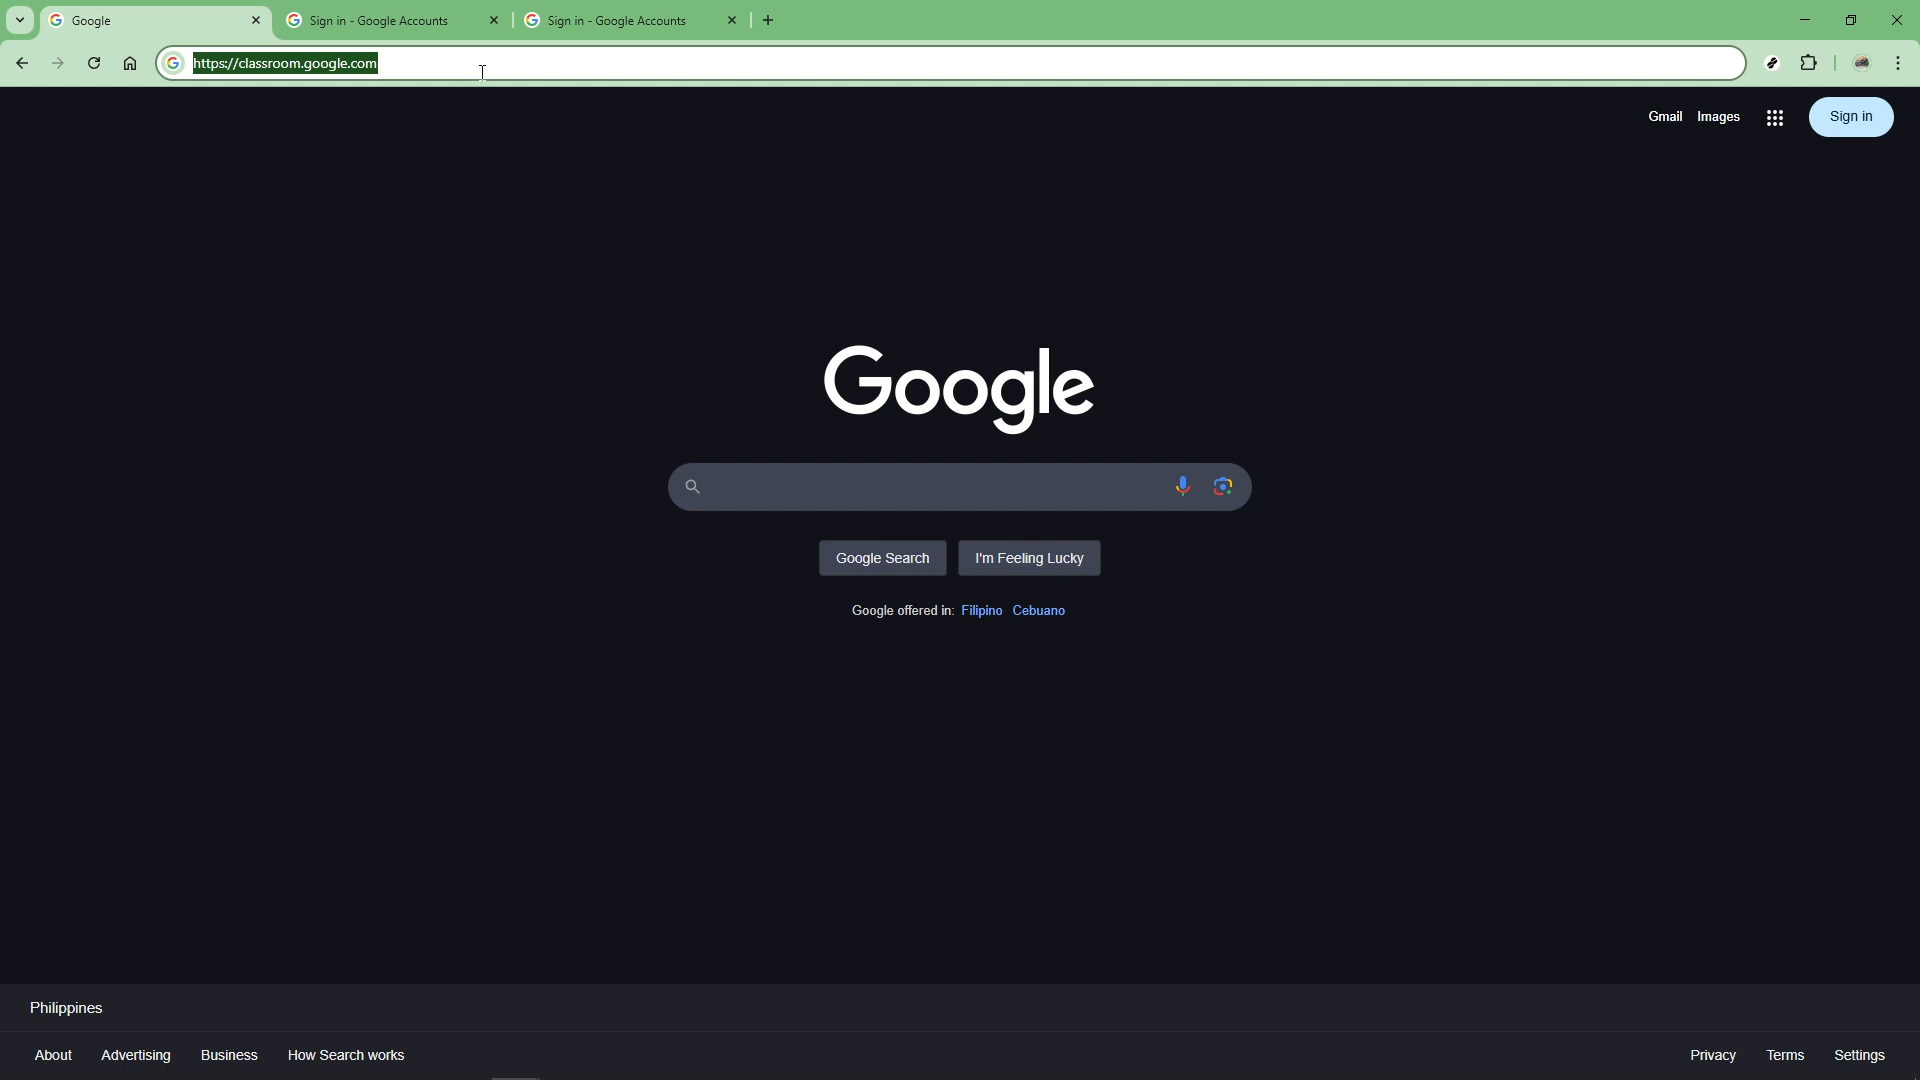 Google
Sign in - Google Accounts
Sign in - Google Accounts
https://classroom.google.com
Gmail
Images
Sign in
Google
Google Search
I'm Feeling Lucky
Google offered in: Filipino Cebuano
Philippines
About
Advertising
Business
How Search works
Privacy
Terms
Settings